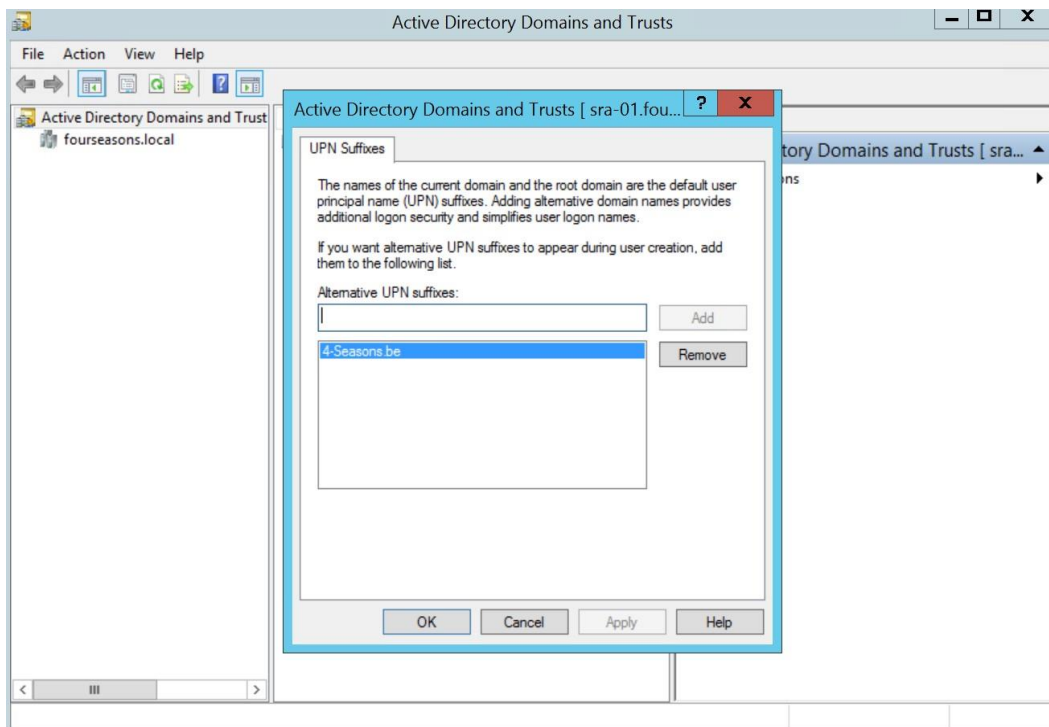 Active Directory Domains and Trusts
File Action View Help
Active Directory Domains and Trust
fourseasons.local
Active Directory Domains and Trusts [ sra-01.fou...
UPN Suffixes
The names of the current domain and the root domain are the default user
principal name (UPN) suffixes. Adding alternative domain names provides
additional logon security and simplifies user logon names.
If you want alternative UPN suffixes to appear during user creation, add
them to the following list.
Alternative UPN suffixes:
Add
4-Seasons.be
Remove
OK Cancel Apply Help
tory Domains and Trusts [ sra...
ns